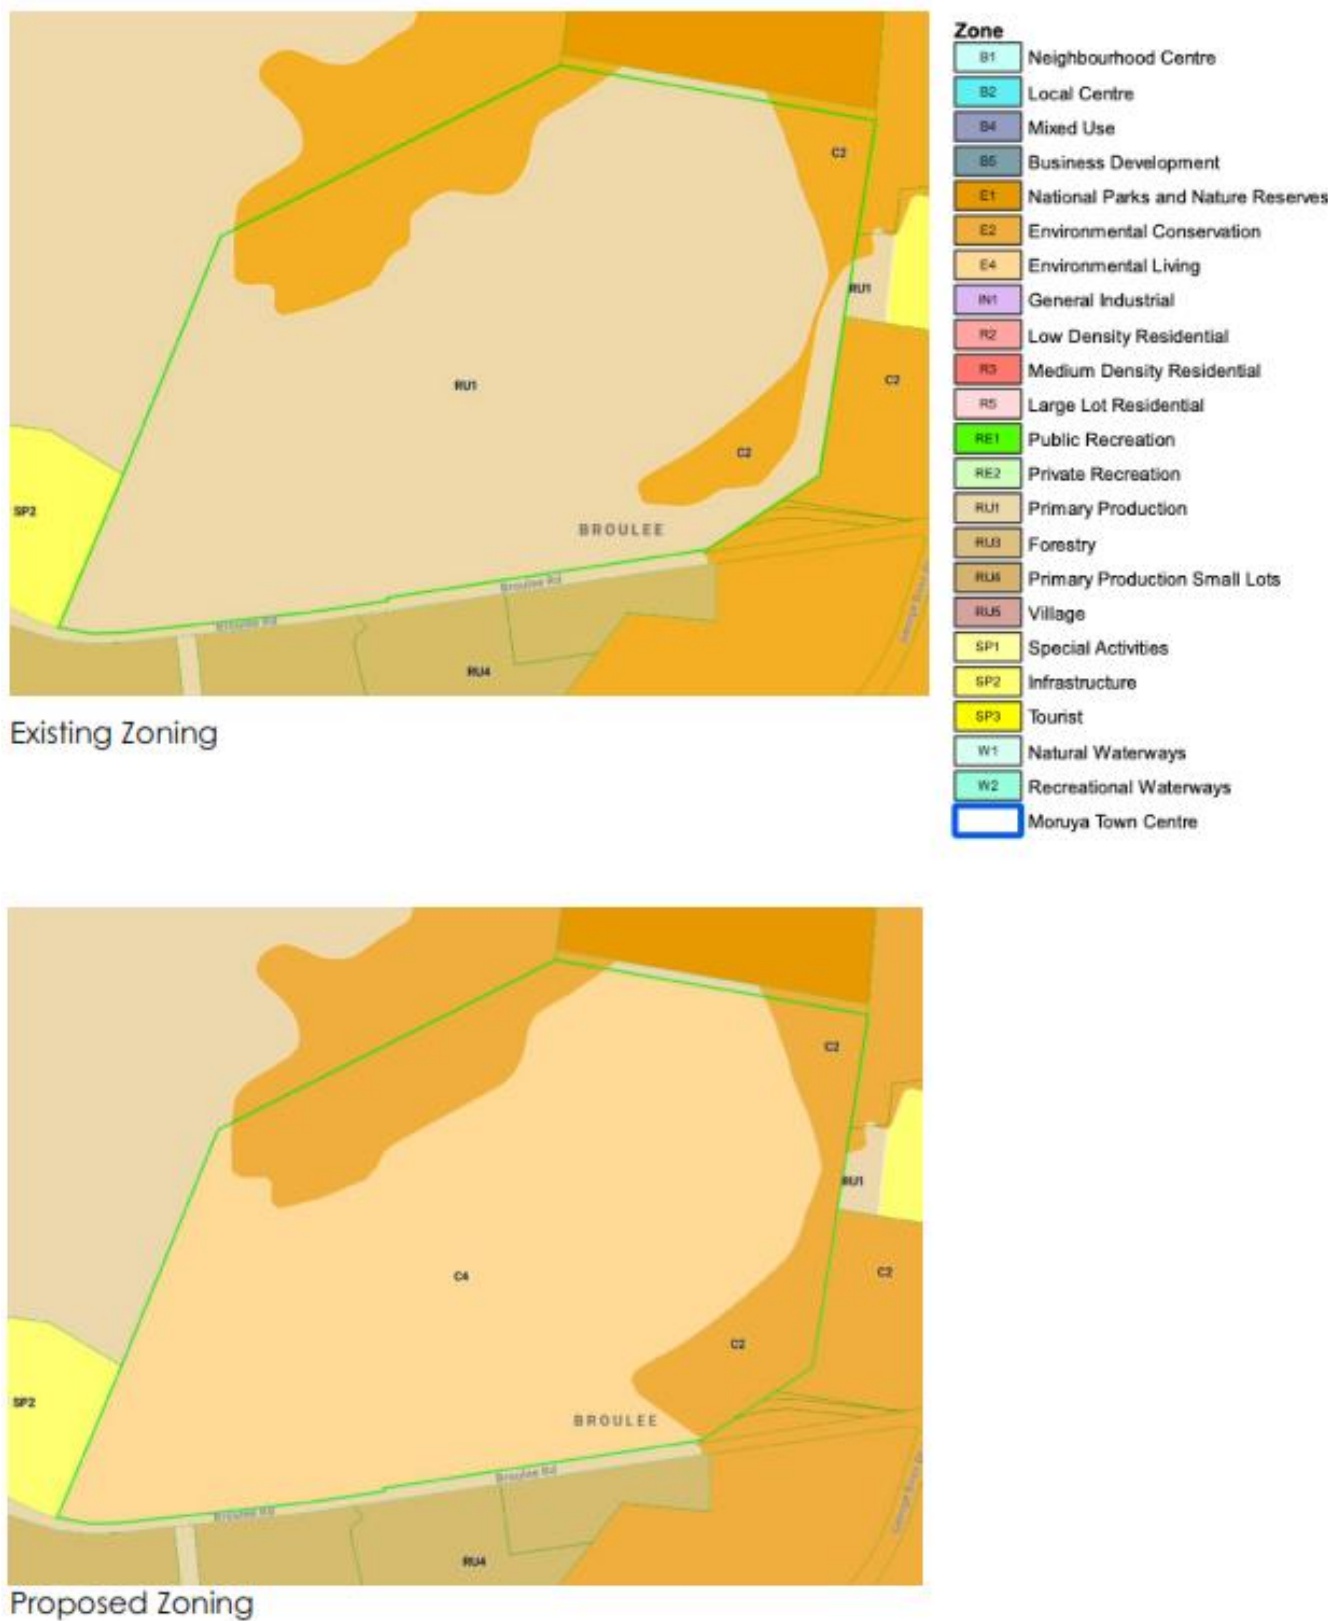 C2
RU1
RU1
C2
C2
SP2
BROULEE
Broulee Rd
Broulee Rd
RU4
Existing Zoning
Zone
B1 Neighbourhood Centre
B2 Local Centre
B4 Mixed Use
B5 Business Development
E1 National Parks and Nature Reserves
E2 Environmental Conservation
E4 Environmental Living
IN1 General Industrial
R2 Low Density Residential
R3 Medium Density Residential
R5 Large Lot Residential
RE1 Public Recreation
RE2 Private Recreation
RU1 Primary Production
RU3 Forestry
RU4 Primary Production Small Lots
RU5 Village
SP1 Special Activities
SP2 Infrastructure
SP3 Tourist
W1 Natural Waterways
W2 Recreational Waterways
Moruya Town Centre
C2
RU1
C4
C2
C2
SP2
BROULEE
Broulee Rd
Broulee Rd
RU4
Proposed Zoning